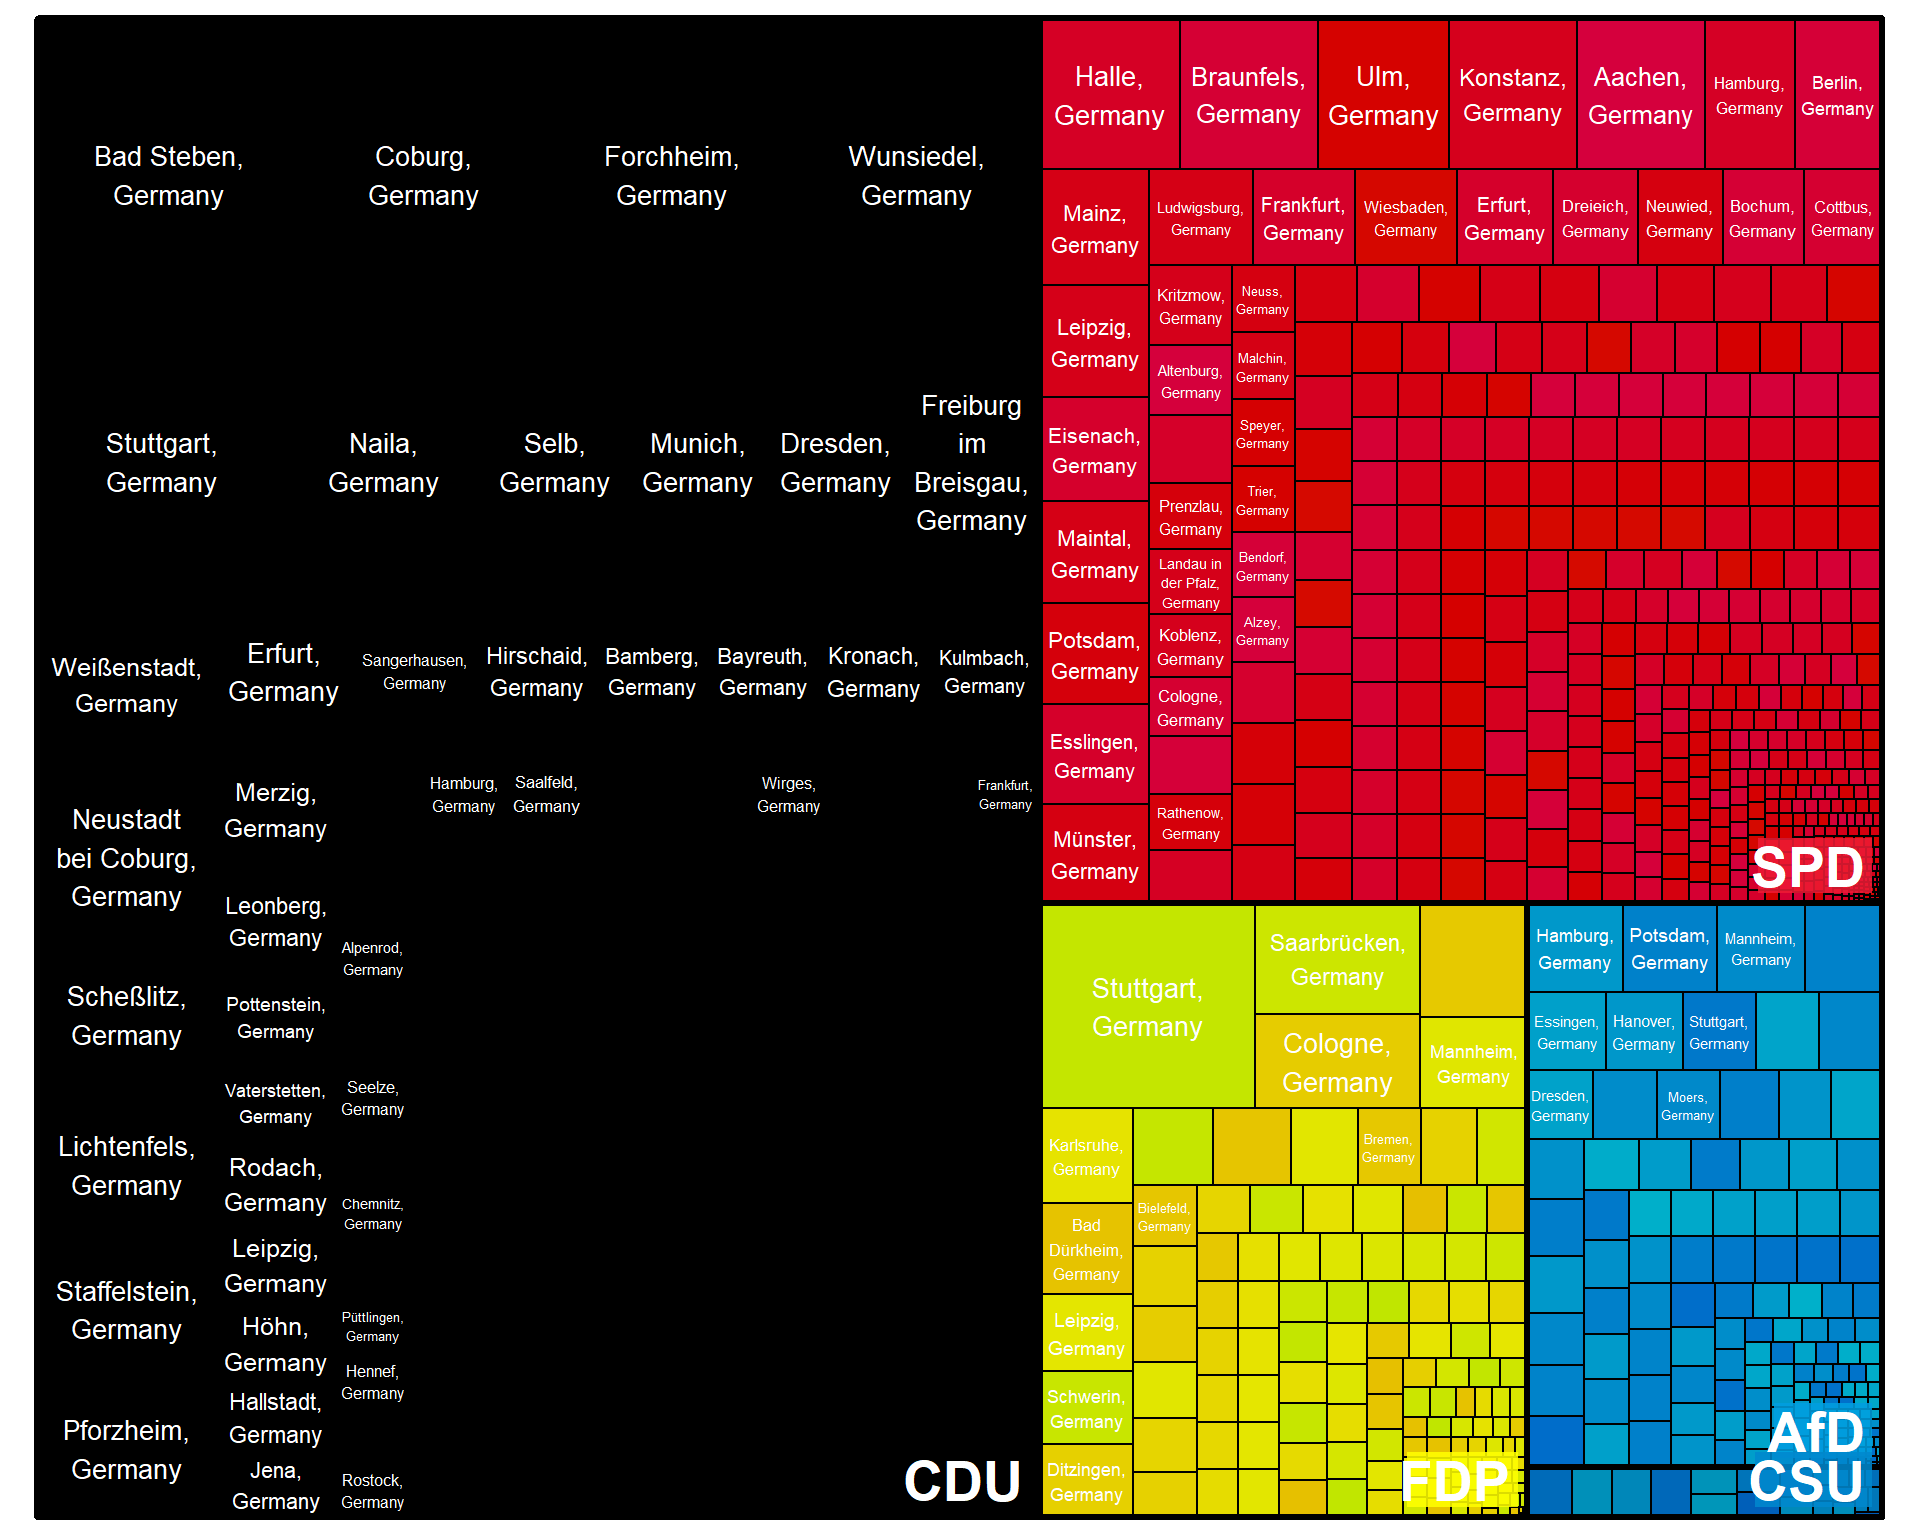 Bad Steben,
Germany
Coburg,
Germany
Forchheim,
Germany
Wunsiedel,
Germany
Stuttgart,
Germany
Naila,
Germany
Selb,
Germany
Munich,
Germany
Dresden,
Germany
Freiburg
im
Breisgau,
Germany
Weißenstadt,
Germany
Erfurt,
Germany
Sangerhausen,
Germany
Hirschaid,
Germany
Bamberg,
Germany
Bayreuth,
Germany
Kronach,
Germany
Kulmbach,
Germany
Neustadt
bei Coburg,
Germany
Merzig,
Germany
Hamburg,
Germany
Saalfeld,
Germany
Wirges,
Germany
Frankfurt,
Germany
Leonberg,
Germany
Alpenrod,
Germany
Scheßlitz,
Germany
Pottenstein,
Germany
Vaterstetten,
Germany
Seelze,
Germany
Lichtenfels,
Germany
Rodach,
Germany
Chemnitz,
Germany
Leipzig,
Germany
Staffelstein,
Germany
Höhn,
Germany
Püttlingen,
Germany
Hennef,
Germany
Hallstadt,
Germany
Pforzheim,
Germany
Jena,
Germany
Rostock,
Germany
CDU
Halle,
Germany
Braunfels,
Germany
Ulm,
Germany
Konstanz,
Germany
Aachen,
Germany
Hamburg,
Germany
Berlin,
Germany
Mainz,
Germany
Ludwigsburg,
Germany
Frankfurt,
Germany
Wiesbaden,
Germany
Erfurt,
Germany
Dreieich,
Germany
Neuwied,
Germany
Bochum,
Germany
Cottbus,
Germany
Leipzig,
Germany
Kritzmow,
Germany
Neuss,
Germany
Altenburg,
Germany
Malchin,
Germany
Eisenach,
Germany
Speyer,
Germany
Prenzlau,
Germany
Trier,
Germany
Maintal,
Germany
Landau in
der Pfalz,
Germany
Bendorf,
Germany
Potsdam,
Germany
Koblenz,
Germany
Alzey,
Germany
Cologne,
Germany
Esslingen,
Germany
Rathenow,
Germany
Münster,
Germany
SPD
Stuttgart,
Germany
Saarbrücken,
Germany
Cologne,
Germany
Mannheim,
Germany
Karlsruhe,
Germany
Bremen,
Germany
Bad
Dürkheim,
Germany
Bielefeld,
Germany
Leipzig,
Germany
Schwerin,
Germany
Ditzingen,
Germany
FDP
Hamburg,
Germany
Potsdam,
Germany
Mannheim,
Germany
Essingen,
Germany
Hanover,
Germany
Stuttgart,
Germany
Dresden,
Germany
Moers,
Germany
AfD
CSU